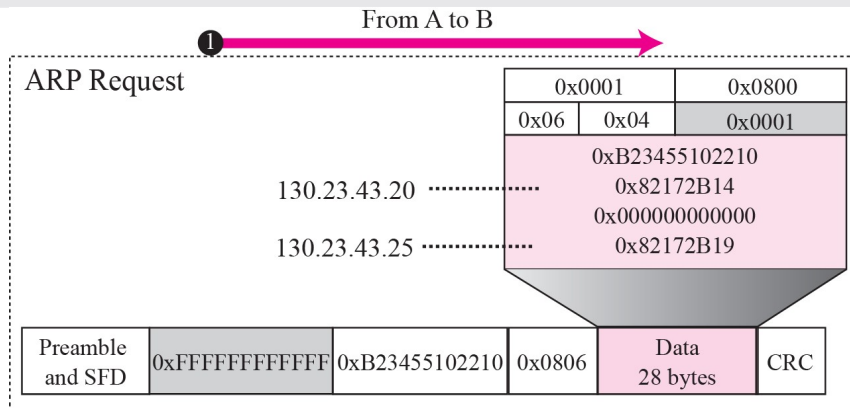 From A to B
1
ARP Request
0x0001 0x0800
0x06 0x04 0x0001
0xB23455102210
130.23.43.20 0x82172B14
0x000000000000
130.23.43.25 0x82172B19
Preamble and SFD 0xFFFFFFFFFFFF 0xB23455102210 0x0806 Data 28 bytes CRC